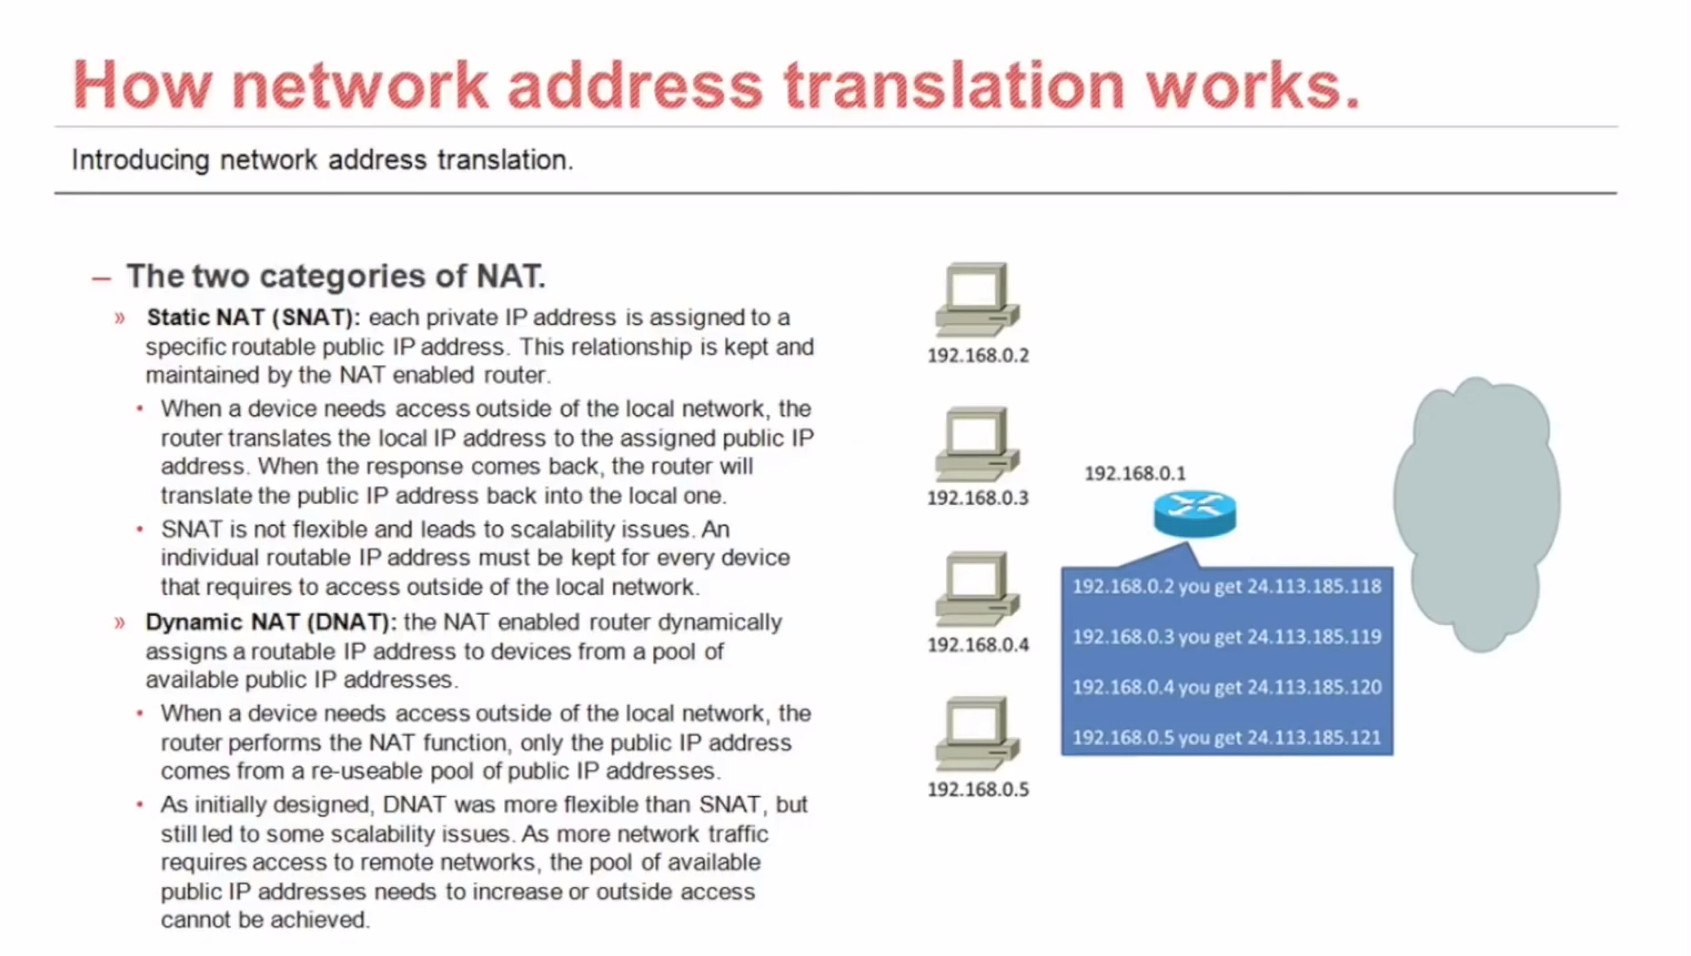 How network address translation works.
Introducing network address translation.
– The two categories of NAT.
» Static NAT (SNAT): each private IP address is assigned to a
specific routable public IP address. This relationship is kept and
maintained by the NAT enabled router.
• When a device needs access outside of the local network, the
router translates the local IP address to the assigned public IP
address. When the response comes back, the router will
translate the public IP address back into the local one.
• SNAT is not flexible and leads to scalability issues. An
individual routable IP address must be kept for every device
that requires to access outside of the local network.
» Dynamic NAT (DNAT): the NAT enabled router dynamically
assigns a routable IP address to devices from a pool of
available public IP addresses.
• When a device needs access outside of the local network, the
router performs the NAT function, only the public IP address
comes from a re-useable pool of public IP addresses.
• As initially designed, DNAT was more flexible than SNAT, but
still led to some scalability issues. As more network traffic
requires access to remote networks, the pool of available
public IP addresses needs to increase or outside access
cannot be achieved.
192.168.0.2
192.168.0.3
192.168.0.4
192.168.0.5
192.168.0.1
192.168.0.2 you get 24.113.185.118
192.168.0.3 you get 24.113.185.119
192.168.0.4 you get 24.113.185.120
192.168.0.5 you get 24.113.185.121